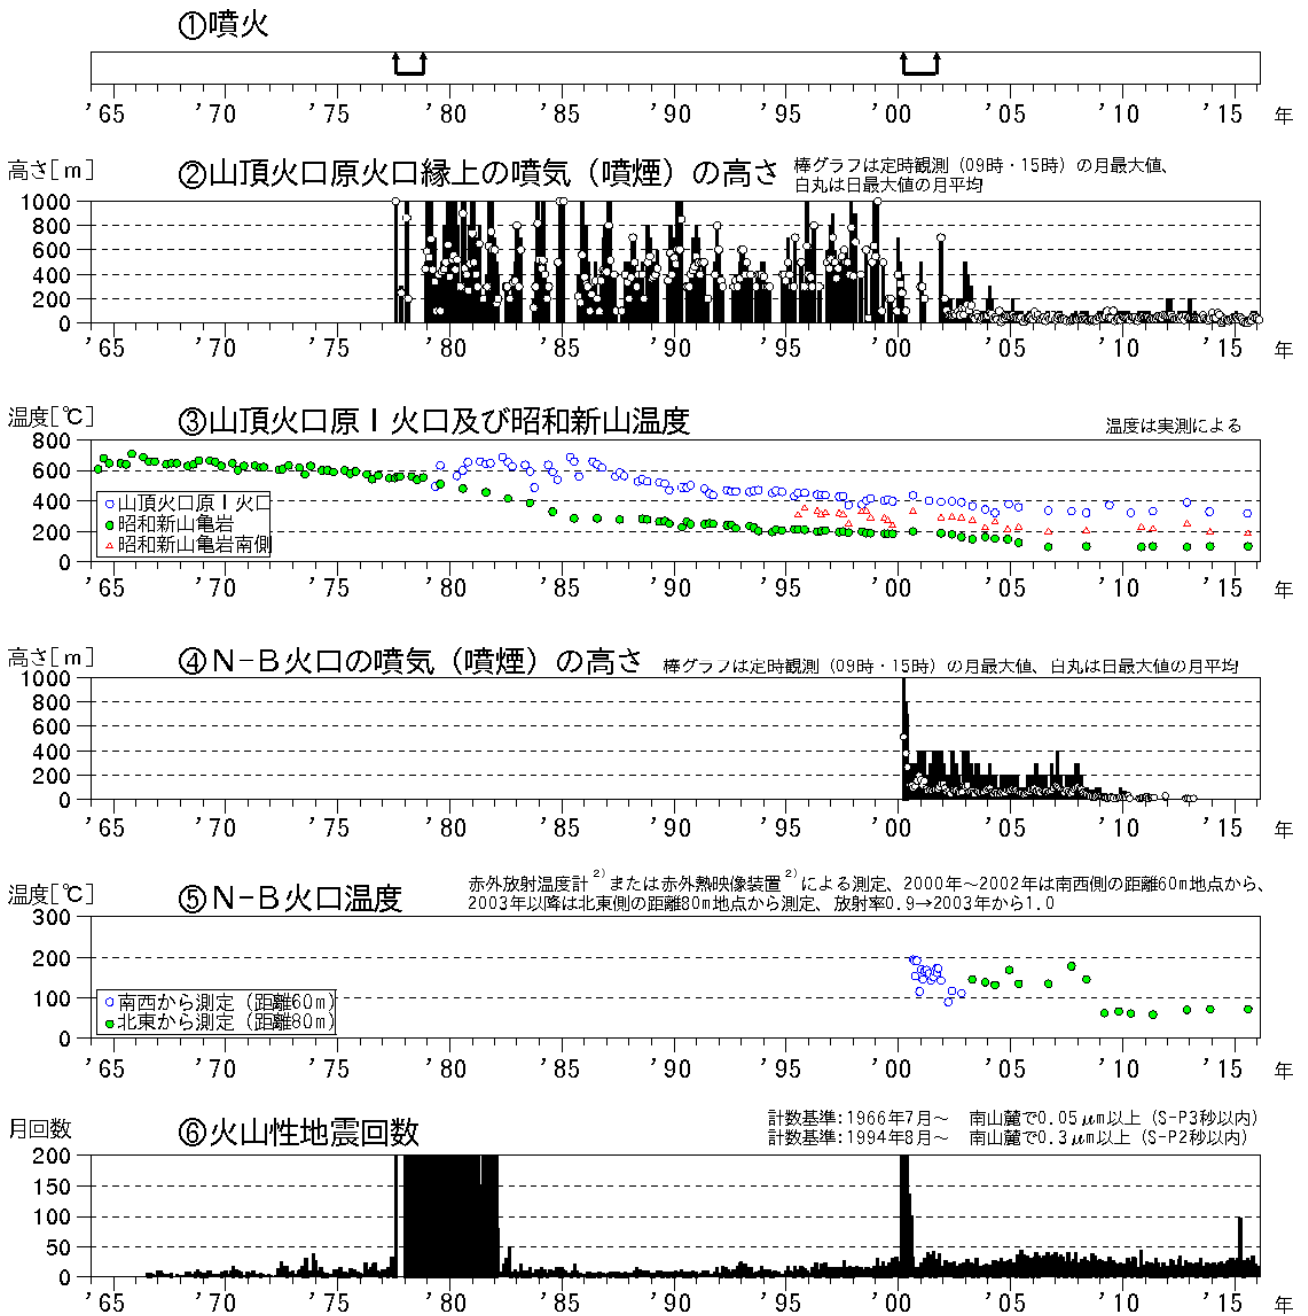 ①噴火
'65 '70 '75 '80 '85 '90 '95 '00 '05 '10 '15 年
高さ[m] ②山頂火口原火口縁上の噴気（噴煙）の高さ 棒グラフは定時観測（09時・15時）の月最大値、
白丸は日最大値の月平均
1000
800
600
400
200
0
'65 '70 '75 '80 '85 '90 '95 '00 '05 '10 '15 年
温度[℃] ③山頂火口原Ｉ火口及び昭和新山温度 温度は実測による
800
600
400
200
0
山頂火口原Ｉ火口
昭和新山亀岩
昭和新山亀岩南側
'65 '70 '75 '80 '85 '90 '95 '00 '05 '10 '15 年
高さ[m] ④N-B火口の噴気（噴煙）の高さ 棒グラフは定時観測（09時・15時）の月最大値、白丸は日最大値の月平均
1000
800
600
400
200
0
'65 '70 '75 '80 '85 '90 '95 '00 '05 '10 '15 年
温度[℃] ⑤N-B火口温度 赤外放射温度計2)または赤外熱映像装置2)による測定、2000年～2002年は南西側の距離60m地点から、
2003年以降は北東側の距離80m地点から測定、放射率0.9→2003年から1.0
300
200
100
0
南西から測定（距離60m）
北東から測定（距離80m）
'65 '70 '75 '80 '85 '90 '95 '00 '05 '10 '15 年
月回数 ⑥火山性地震回数 計数基準:1966年7月～ 南山麓で0.05μm以上（S-P3秒以内）
計数基準:1994年8月～ 南山麓で0.3μm以上（S-P2秒以内）
200
150
100
50
0
'65 '70 '75 '80 '85 '90 '95 '00 '05 '10 '15 年